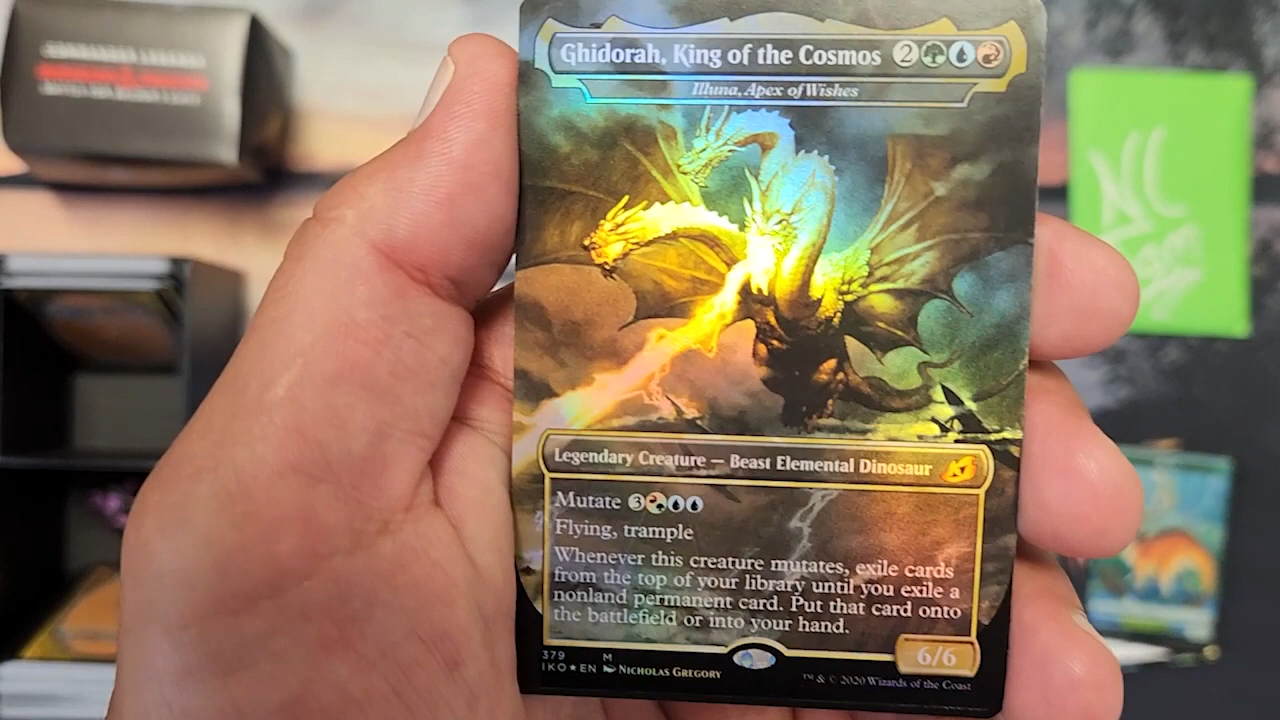 Ghidorah, King of the Cosmos 2
Illuna, Apex of Wishes
Legendary Creature — Beast Elemental Dinosaur
Mutate 3
Flying, trample
Whenever this creature mutates, exile cards
from the top of your library until you exile a
nonland permanent card. Put that card onto
the battlefield or into your hand.
6/6
379 M
IKO★EN Nicholas Gregory
™ & © 2020 Wizards of the Coast